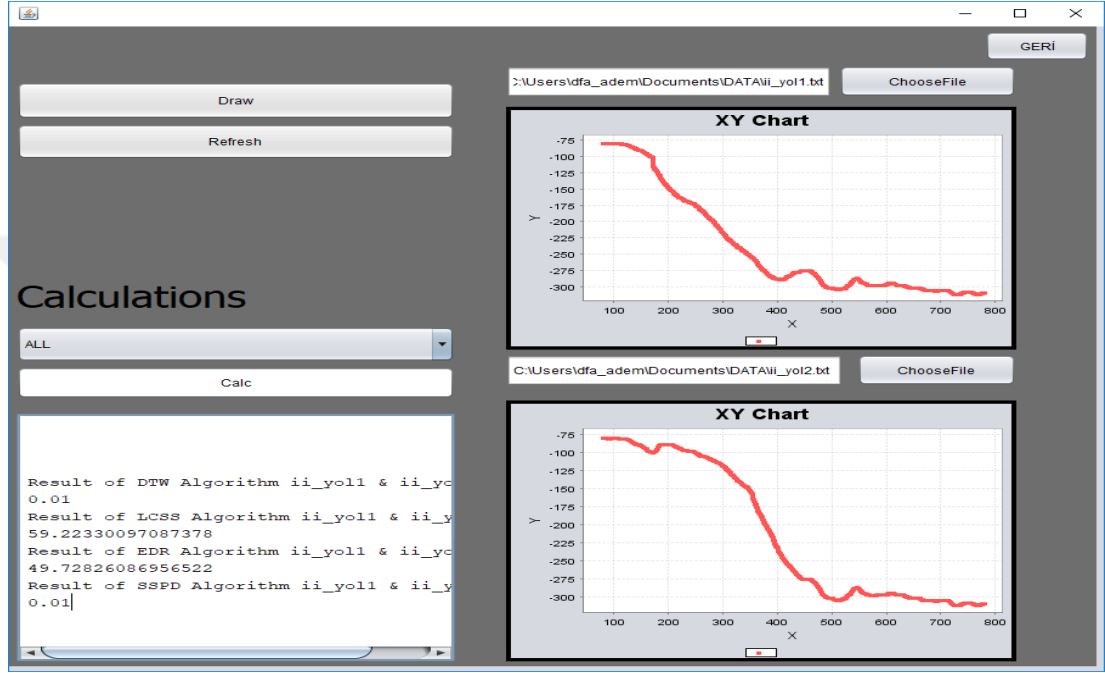 GERİ
Draw
Refresh
Calculations
ALL
Calc
Result of DTW Algorithm ii_yol1 & ii_yo
0.01
Result of LCSS Algorithm ii_yol1 & ii_y
59.22330097087378
Result of EDR Algorithm ii_yol1 & ii_yo
49.72826086956522
Result of SSPD Algorithm ii_yol1 & ii_y
0.01
:\Users\dfa_adem\Documents\DATA\ii_yol1.txt
ChooseFile
XY Chart
-75
-100
-125
-150
-175
-200
-225
-250
-275
-300
Y
100 200 300 400 500 600 700 800
X
C:\Users\dfa_adem\Documents\DATA\ii_yol2.txt
ChooseFile
XY Chart
-75
-100
-125
-150
-175
-200
-225
-250
-275
-300
Y
100 200 300 400 500 600 700 800
X